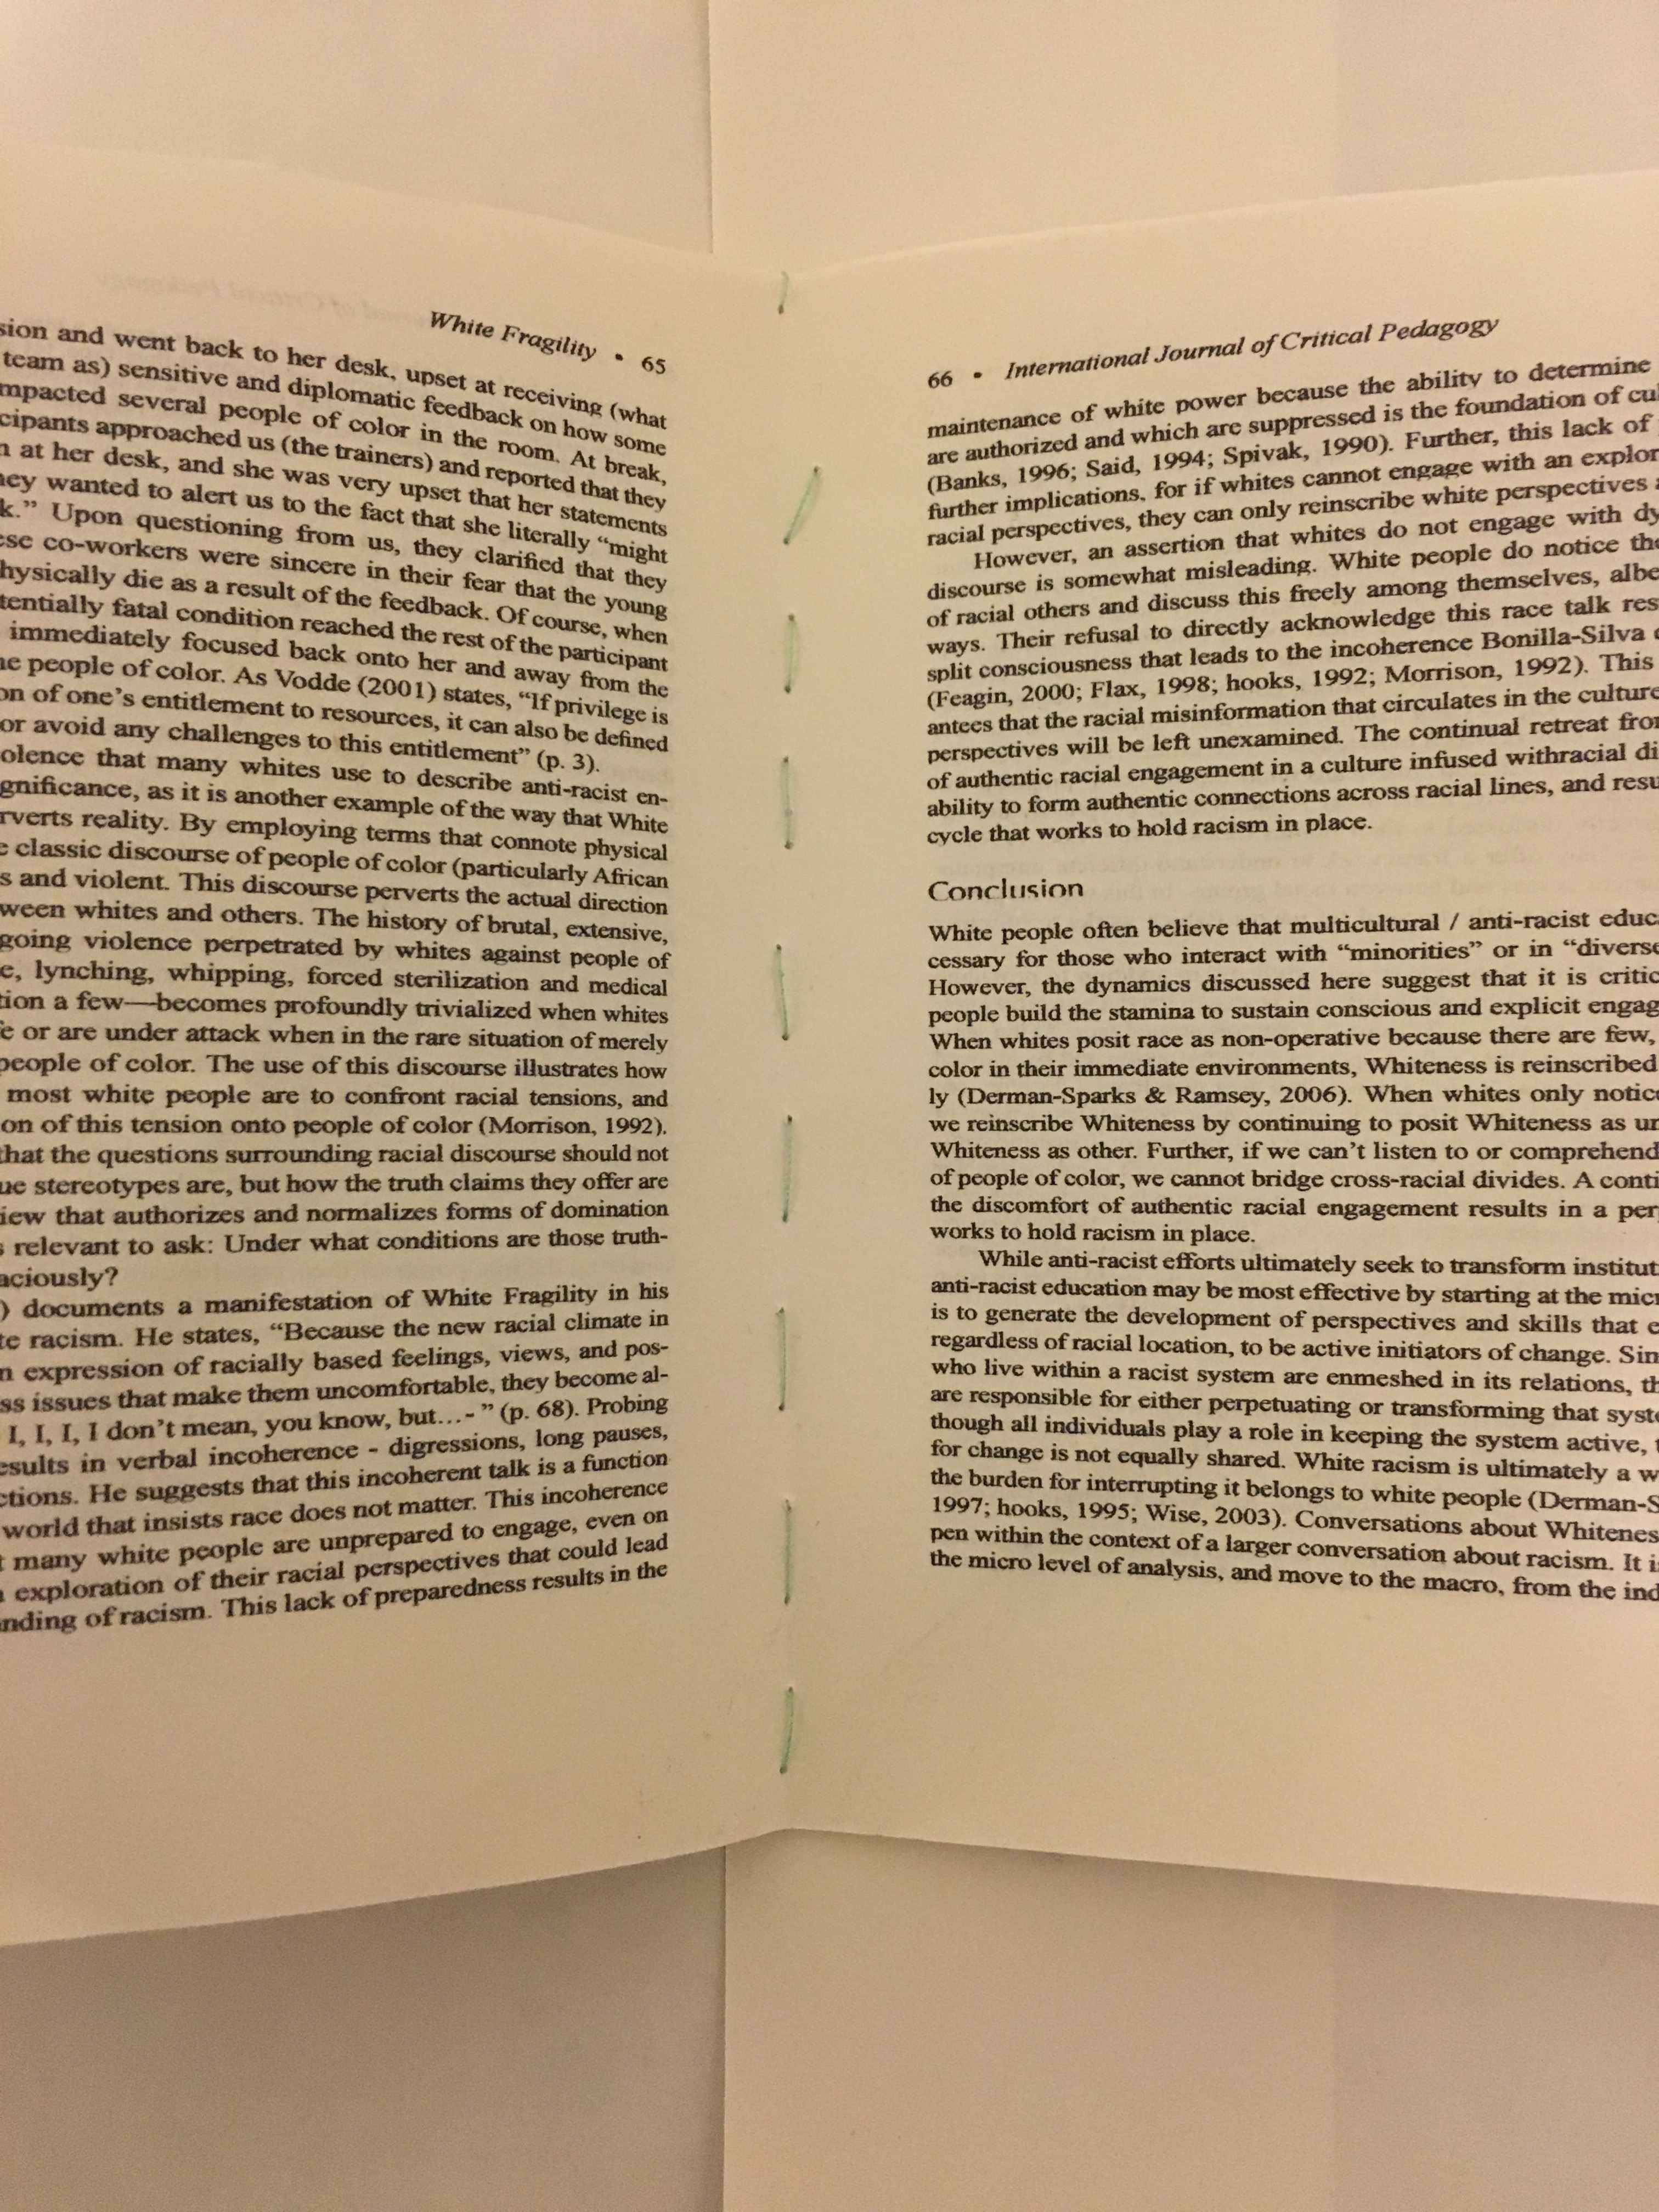 White Fragility • 65
sion and went back to her desk, upset at receiving (what
team as) sensitive and diplomatic feedback on how some
mpacted several people of color in the room. At break,
cipants approached us (the trainers) and reported that they
at her desk, and she was very upset that her statements
ey wanted to alert us to the fact that she literally “might
k.” Upon questioning from us, they clarified that they
se co-workers were sincere in their fear that the young
hysically die as a result of the feedback. Of course, when
tentially fatal condition reached the rest of the participant
immediately focused back onto her and away from the
e people of color. As Vodde (2001) states, “If privilege is
on of one’s entitlement to resources, it can also be defined
or avoid any challenges to this entitlement” (p. 3).
olence that many whites use to describe anti-racist en-
gnificance, as it is another example of the way that White
rverts reality. By employing terms that connote physical
e classic discourse of people of color (particularly African
s and violent. This discourse perverts the actual direction
ween whites and others. The history of brutal, extensive,
going violence perpetrated by whites against people of
e, lynching, whipping, forced sterilization and medical
tion a few—becomes profoundly trivialized when whites
e or are under attack when in the rare situation of merely
people of color. The use of this discourse illustrates how
most white people are to confront racial tensions, and
on of this tension onto people of color (Morrison, 1992).
that the questions surrounding racial discourse should not
ue stereotypes are, but how the truth claims they offer are
iew that authorizes and normalizes forms of domination
s relevant to ask: Under what conditions are those truth-
aciously?
) documents a manifestation of White Fragility in his
te racism. He states, “Because the new racial climate in
n expression of racially based feelings, views, and pos-
ss issues that make them uncomfortable, they become al-
I, I, I, I don’t mean, you know, but...- ” (p. 68). Probing
esults in verbal incoherence - digressions, long pauses,
ctions. He suggests that this incoherent talk is a function
world that insists race does not matter. This incoherence
t many white people are unprepared to engage, even on
exploration of their racial perspectives that could lead
nding of racism. This lack of preparedness results in the
66 • International Journal of Critical Pedagogy
maintenance of white power because the ability to determine
are authorized and which are suppressed is the foundation of cul
(Banks, 1996; Said, 1994; Spivak, 1990). Further, this lack of
further implications, for if whites cannot engage with an explor
racial perspectives, they can only reinscribe white perspectives a
However, an assertion that whites do not engage with dy
discourse is somewhat misleading. White people do notice the
of racial others and discuss this freely among themselves, albe
ways. Their refusal to directly acknowledge this race talk res
split consciousness that leads to the incoherence Bonilla-Silva
(Feagin, 2000; Flax, 1998; hooks, 1992; Morrison, 1992). This
antees that the racial misinformation that circulates in the culture
perspectives will be left unexamined. The continual retreat fro
of authentic racial engagement in a culture infused withracial di
ability to form authentic connections across racial lines, and resu
cycle that works to hold racism in place.
Conclusion
White people often believe that multicultural / anti-racist educ
cessary for those who interact with “minorities” or in “diverse
However, the dynamics discussed here suggest that it is critic
people build the stamina to sustain conscious and explicit engag
When whites posit race as non-operative because there are few,
color in their immediate environments, Whiteness is reinscribed
ly (Derman-Sparks & Ramsey, 2006). When whites only notice
we reinscribe Whiteness by continuing to posit Whiteness as un
Whiteness as other. Further, if we can’t listen to or comprehend
of people of color, we cannot bridge cross-racial divides. A conti
the discomfort of authentic racial engagement results in a perp
works to hold racism in place.
While anti-racist efforts ultimately seek to transform institut
anti-racist education may be most effective by starting at the micr
is to generate the development of perspectives and skills that e
regardless of racial location, to be active initiators of change. Sin
who live within a racist system are enmeshed in its relations, th
are responsible for either perpetuating or transforming that syste
though all individuals play a role in keeping the system active, t
for change is not equally shared. White racism is ultimately a w
the burden for interrupting it belongs to white people (Derman-S
1997; hooks, 1995; Wise, 2003). Conversations about Whitenes
pen within the context of a larger conversation about racism. It is
the micro level of analysis, and move to the macro, from the ind